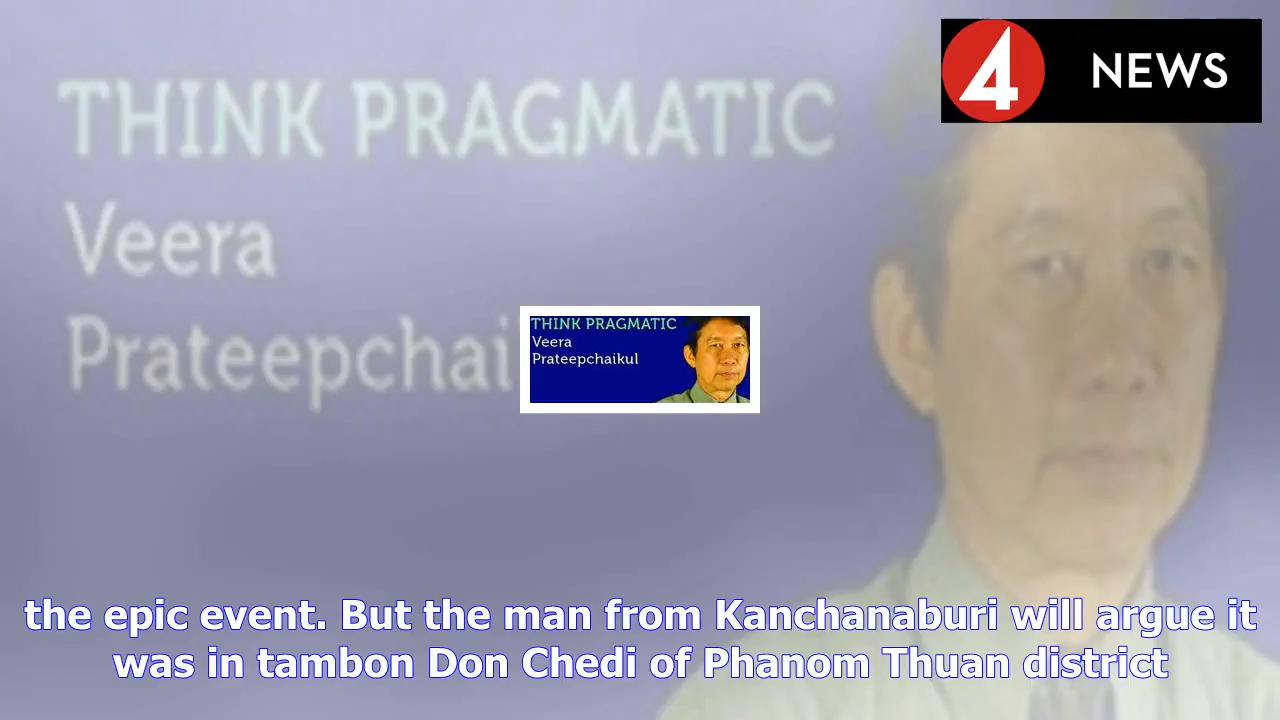 4 NEWS
THINK PRAGMATIC
Veera
Prateepchai
THINK PRAGMATIC
Veera
Prateepchaikul
the epic event. But the man from Kanchanaburi will argue it
was in tambon Don Chedi of Phanom Thuan district